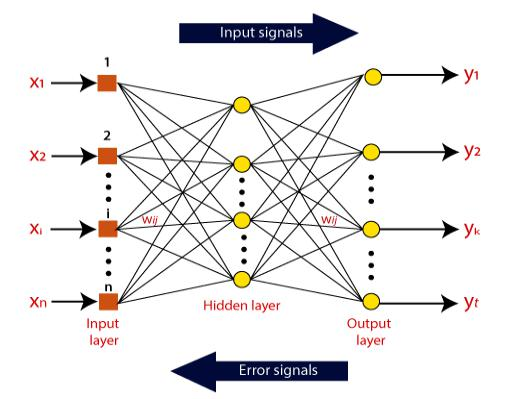 Input signals
1
x1
y1
2
x2
y2
i
xi
wij
wij
yk
n
xn
yt
Hidden layer
Input
layer
Output
layer
Error signals